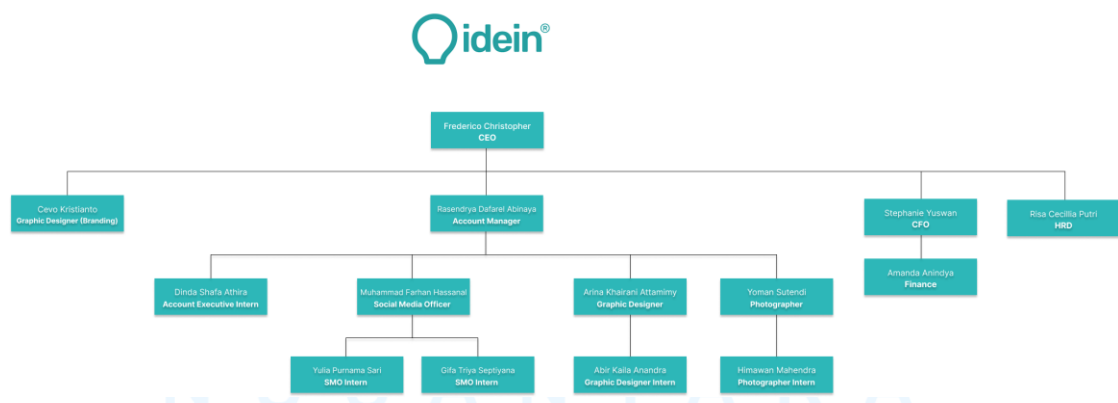 idein®
Frederico Christopher
CEO
Cevo Kristianto
Graphic Designer (Branding)
Rasendrya Dafarel Abinaya
Account Manager
Stephanie Yuswan
CFO
Risa Cecillia Putri
HRD
Amanda Anindya
Finance
Dinda Shafa Athira
Account Executive Intern
Muhammad Farhan Hassanal
Social Media Officer
Arina Khairani Attamimy
Graphic Designer
Yoman Sutendi
Photographer
Yulia Purnama Sari
SMO Intern
Gifa Triya Septiyana
SMO Intern
Abir Kaila Anandra
Graphic Designer Intern
Himawan Mahendra
Photographer Intern